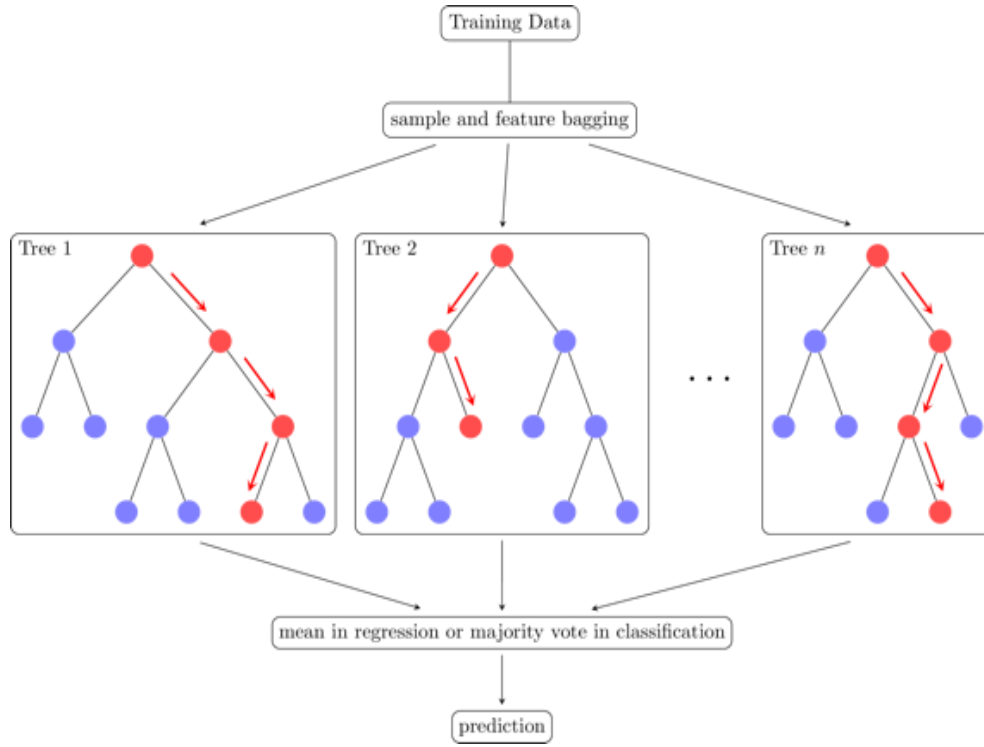 Training Data
sample and feature bagging
Tree 1
Tree 2
Tree n
. . .
mean in regression or majority vote in classification
prediction